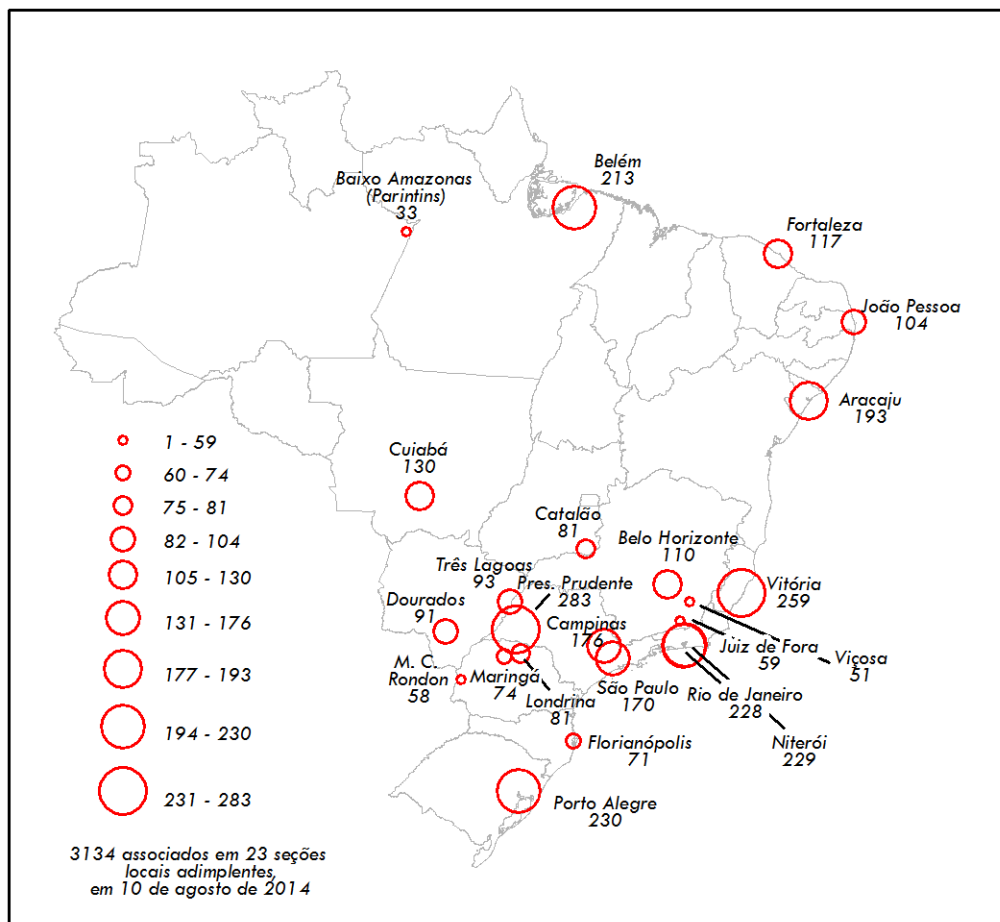 Belém
213
Baixo Amazonas
(Parintins)
33
Fortaleza
117
João Pessoa
104
Aracaju
193
Cuiabá
130
Catalão
81
Belo Horizonte
110
Três Lagoas
93
Pres. Prudente
283
Vitória
259
Dourados
91
Campinas
176
Juiz de Fora
59
Viçosa
51
M. C.
Rondon
58
Maringá
74
Londrina
81
São Paulo
170
Rio de Janeiro
228
Niterói
229
Florianópolis
71
Porto Alegre
230
1 - 59
60 - 74
75 - 81
82 - 104
105 - 130
131 - 176
177 - 193
194 - 230
231 - 283
3134 associados em 23 seções
locais adimplentes,
em 10 de agosto de 2014